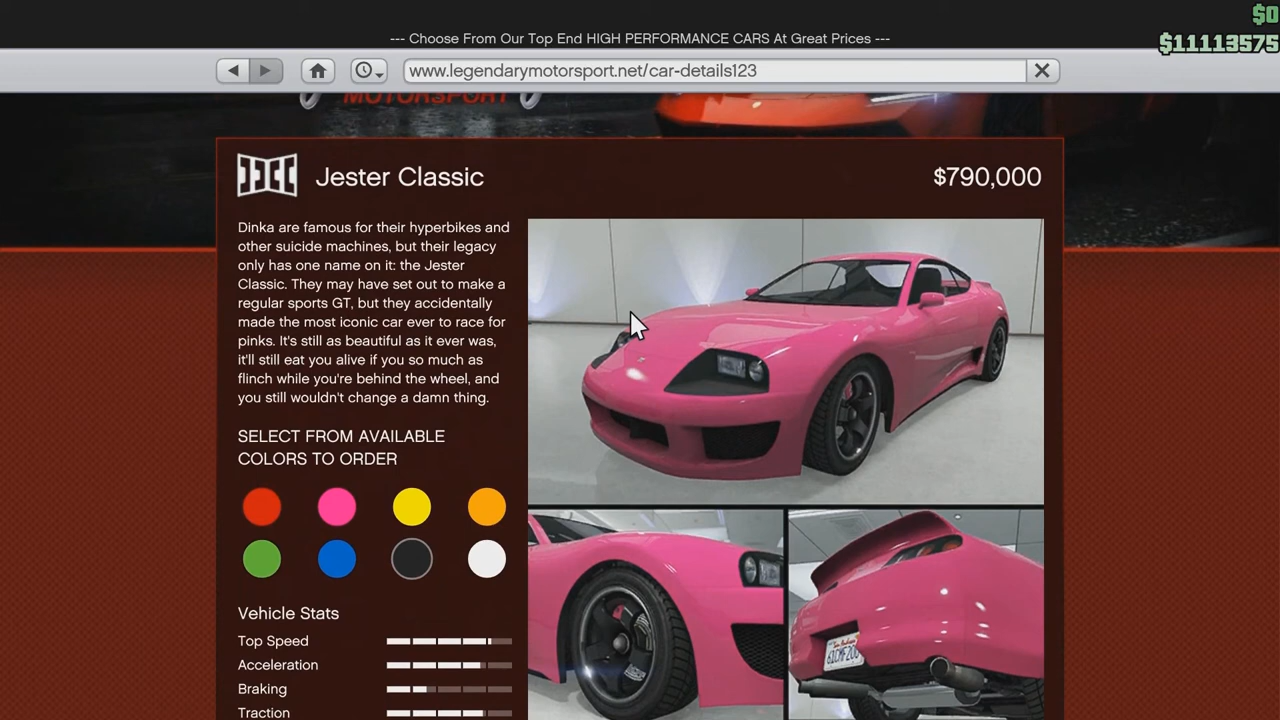 $0
--- Choose From Our Top End HIGH PERFORMANCE CARS At Great Prices ---
$11113575
www.legendarymotorsport.net/car-details123
MOTORSPORT
Jester Classic
$790,000
Dinka are famous for their hyperbikes and
other suicide machines, but their legacy
only has one name on it: the Jester
Classic. They may have set out to make a
regular sports GT, but they accidentally
made the most iconic car ever to race for
pinks. It's still as beautiful as it ever was,
it'll still eat you alive if you so much as
flinch while you're behind the wheel, and
you still wouldn't change a damn thing.
SELECT FROM AVAILABLE
COLORS TO ORDER
Vehicle Stats
Top Speed
Acceleration
Braking
Traction